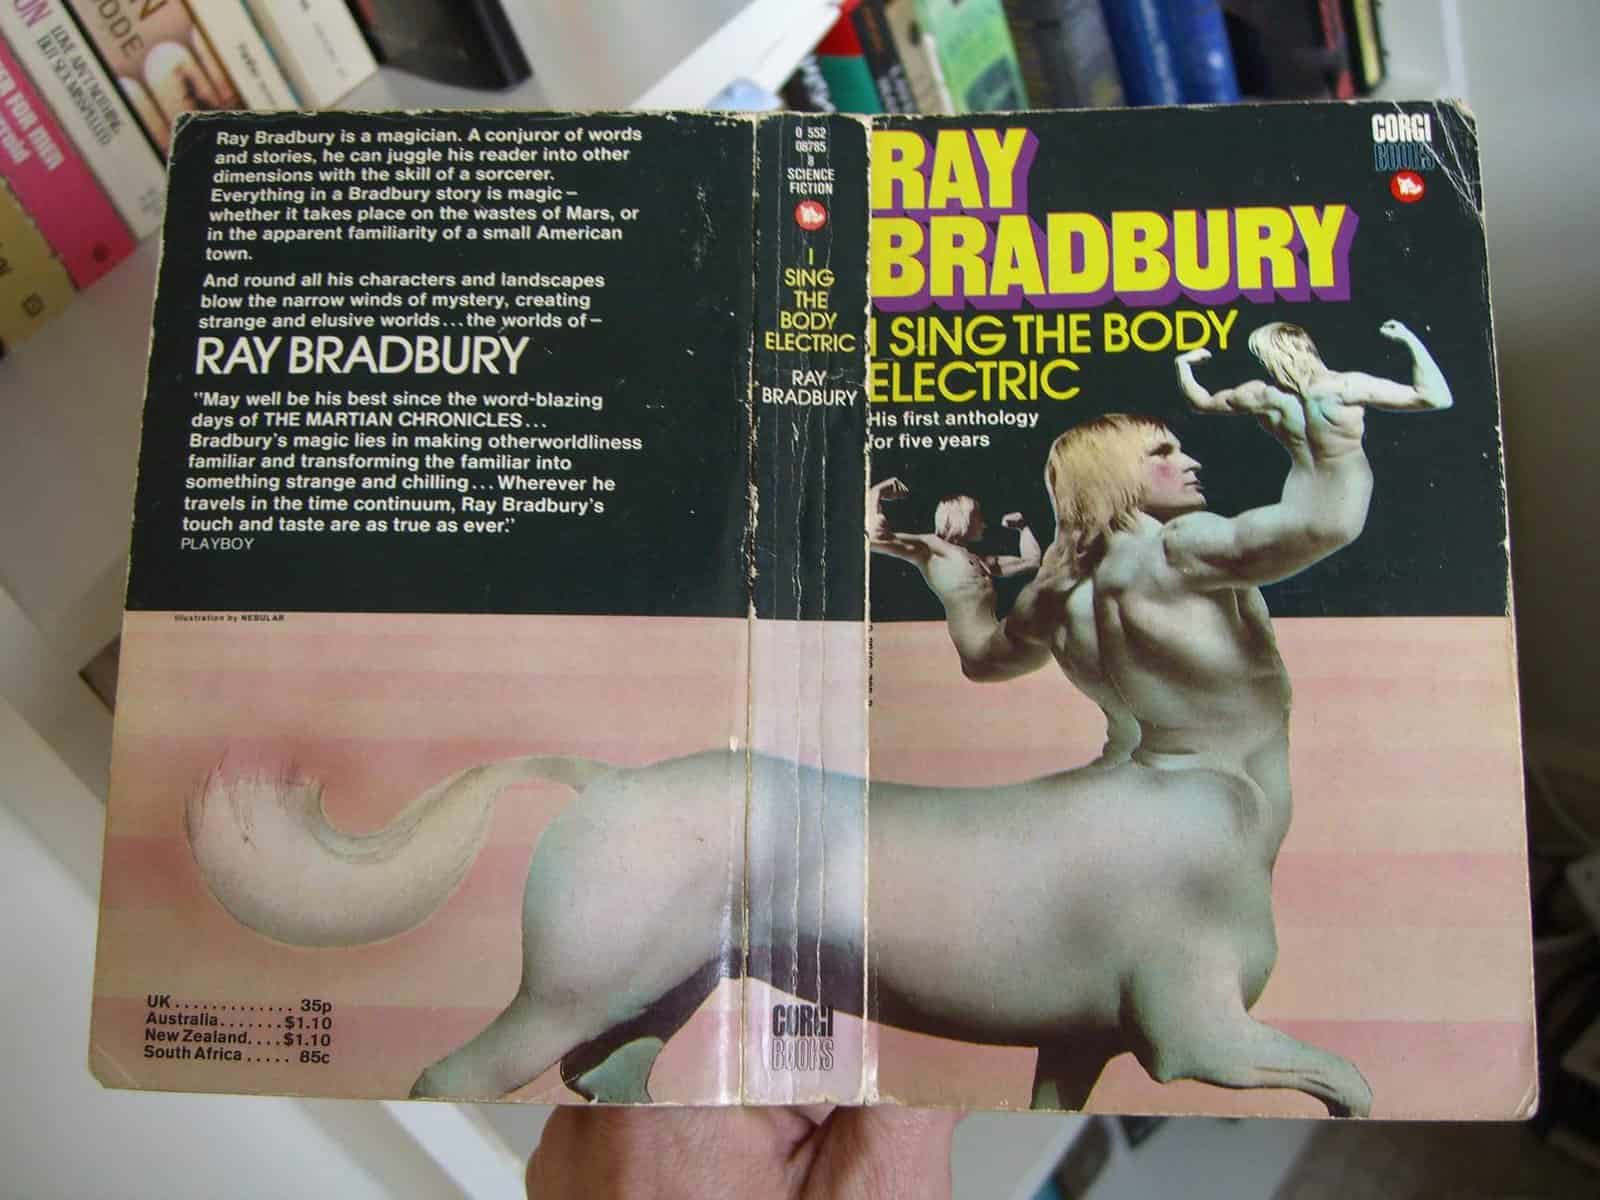 LOVE AIN'T NOTHING
BUT SEX MISSPELLED
Ray Bradbury is a magician. A conjuror of words
and stories, he can juggle his reader into other
dimensions with the skill of a sorcerer.
Everything in a Bradbury story is magic –
whether it takes place on the wastes of Mars, or
in the apparent familiarity of a small American
town.
And round all his characters and landscapes
blow the narrow winds of mystery, creating
strange and elusive worlds...the worlds of –
RAY BRADBURY
"May well be his best since the word-blazing
days of THE MARTIAN CHRONICLES...
Bradbury's magic lies in making otherworldliness
familiar and transforming the familiar into
something strange and chilling...Wherever he
travels in the time continuum, Ray Bradbury's
touch and taste are as true as ever."
PLAYBOY
Illustration by NEBULAR
UK............. 35p
Australia.......$1.10
New Zealand....$1.10
South Africa..... 85c
0 552
08785
8
SCIENCE
FICTION
I
SING
THE
BODY
ELECTRIC
RAY
BRADBURY
CORGI
BOOKS
RAY
BRADBURY
I SING THE BODY
ELECTRIC
His first anthology
for five years
CORGI
BOOKS